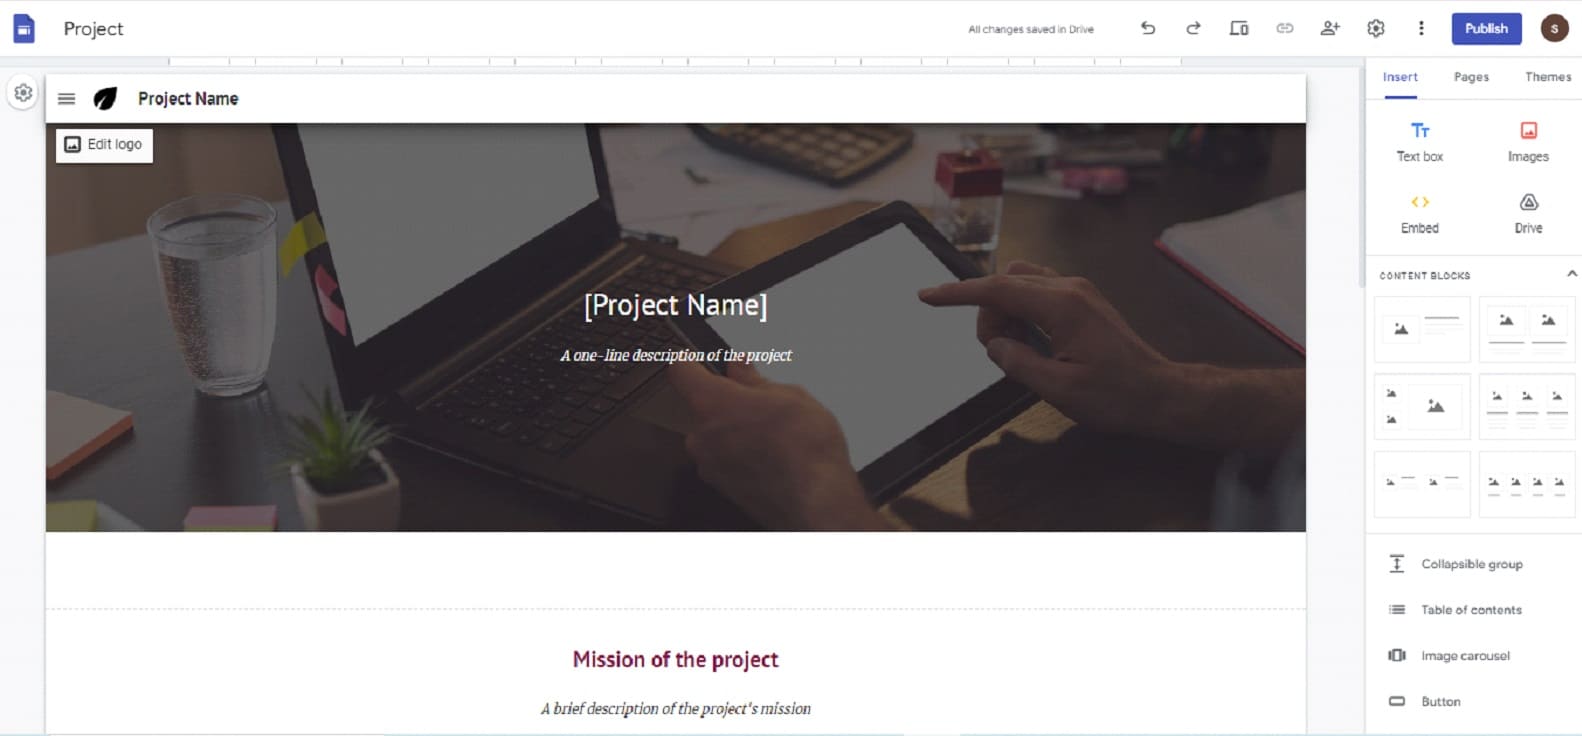 Project
All changes saved in Drive
Publish
S
Insert
Pages
Themes
Project Name
Edit logo
Text box
Images
Embed
Drive
CONTENT BLOCKS
[Project Name]
A one-line description of the project
Collapsible group
Table of contents
Image carousel
Button
Mission of the project
A brief description of the project's mission